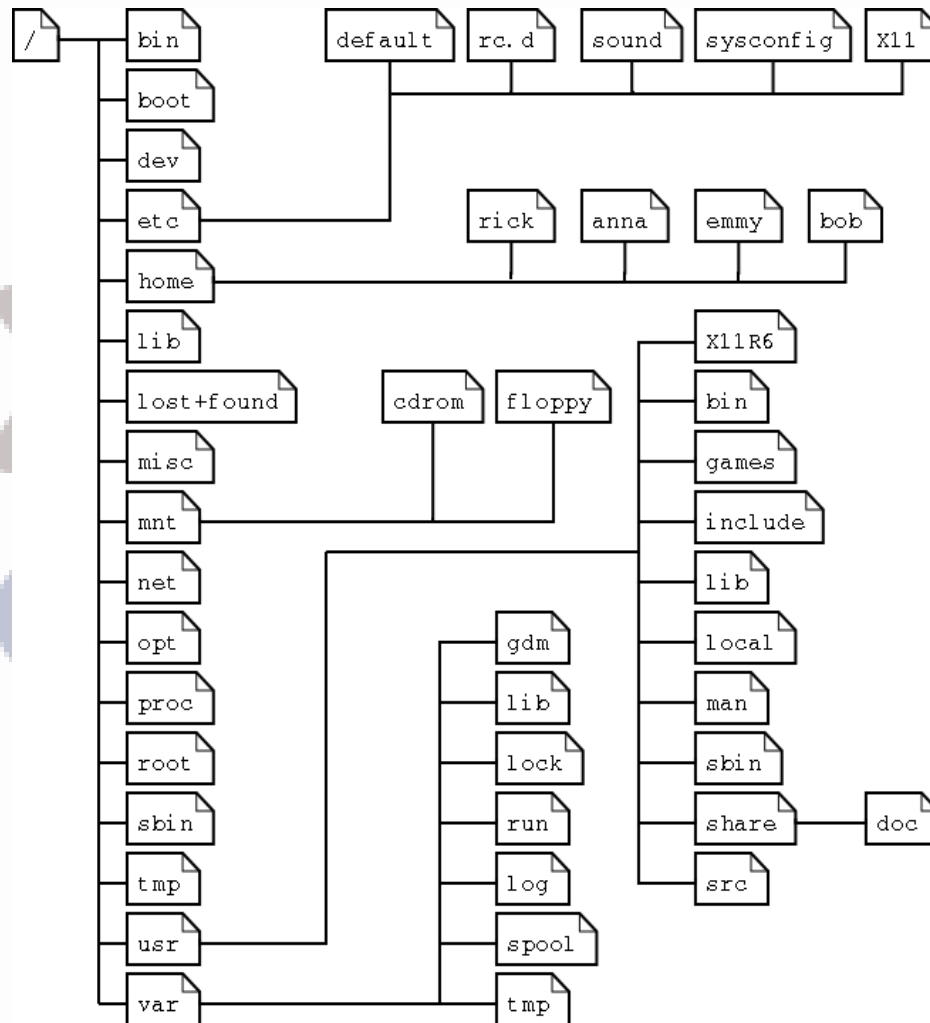 / bin default rc.d sound sysconfig X11
boot
dev
etc rick anna emmy bob
home
lib X11R6
lost+found cdrom floppy bin
misc games
mnt include
net lib
opt gdm local
proc lib man
root lock sbin
sbin run share doc
tmp log src
usr spool
var tmp